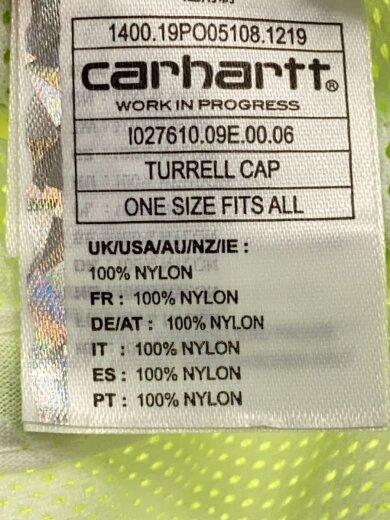 1400.19PO05108.1219
carhartt®
WORK IN PROGRESS
I027610.09E.00.06
TURRELL CAP
ONE SIZE FITS ALL
UK/USA/AU/NZ/IE :
100% NYLON
FR : 100% NYLON
DE/AT : 100% NYLON
IT : 100% NYLON
ES : 100% NYLON
PT : 100% NYLON